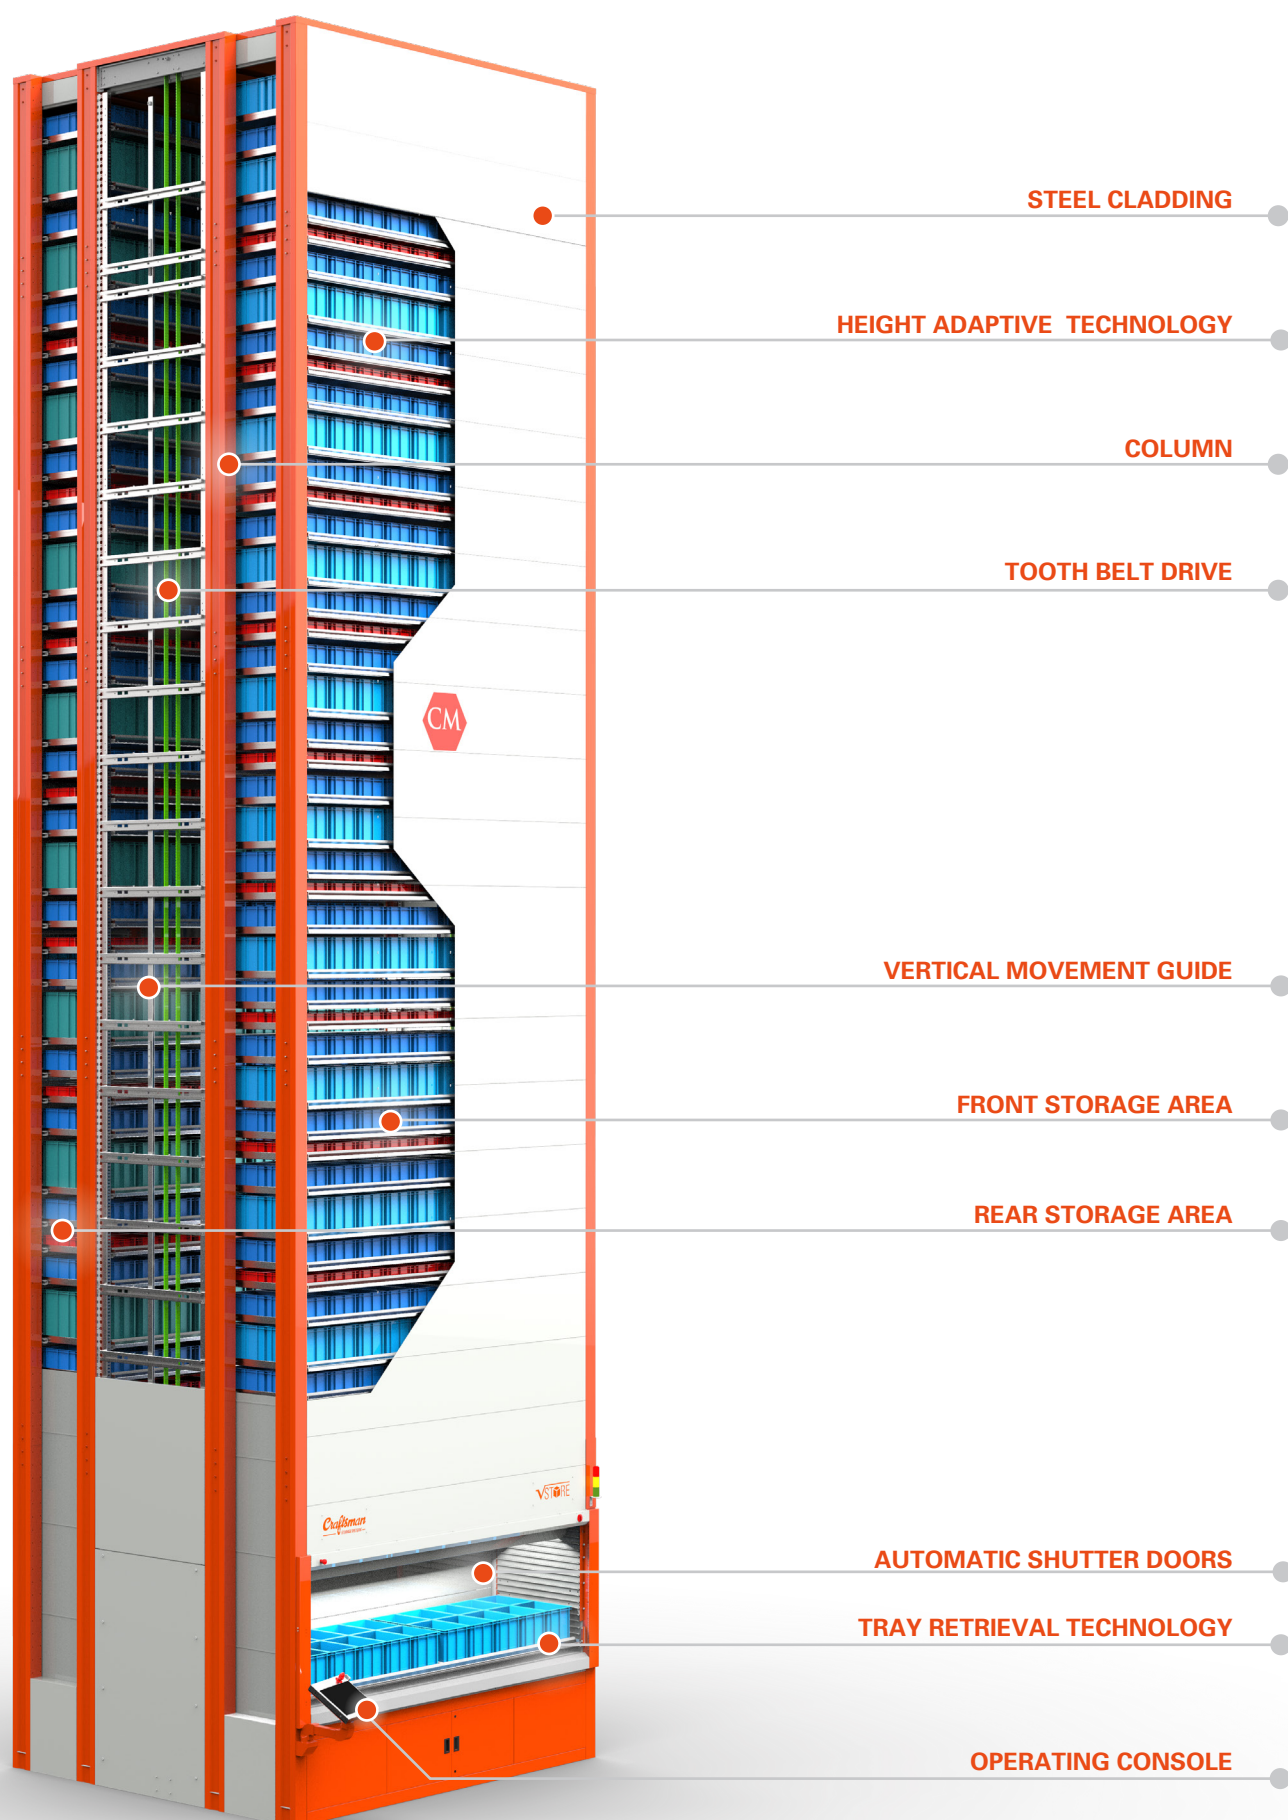 STEEL CLADDING
HEIGHT ADAPTIVE TECHNOLOGY
COLUMN
TOOTH BELT DRIVE
CM
VERTICAL MOVEMENT GUIDE
FRONT STORAGE AREA
REAR STORAGE AREA
VSTORE
Craftsman
AUTOMATIC SHUTTER DOORS
TRAY RETRIEVAL TECHNOLOGY
OPERATING CONSOLE